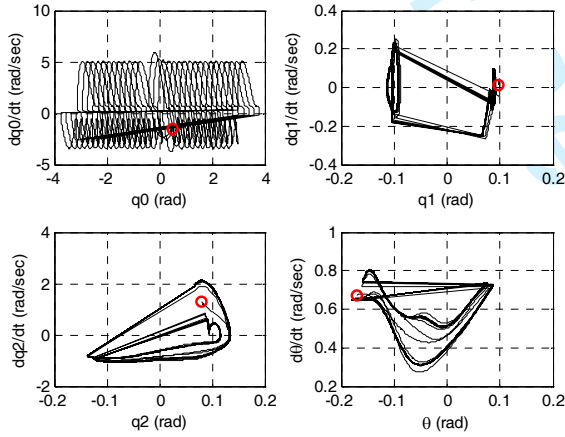 10
5
0
-5
-4 -2 0 2 4
dq0/dt (rad/sec)
q0 (rad)
0.4
0.2
0
-0.2
-0.4
-0.2 -0.1 0 0.1 0.2
dq1/dt (rad/sec)
q1 (rad)
4
2
0
-2
-0.2 -0.1 0 0.1 0.2
dq2/dt (rad/sec)
q2 (rad)
1
0.8
0.6
0.4
0.2
-0.2 -0.1 0 0.1 0.2
dθ/dt (rad/sec)
θ (rad)